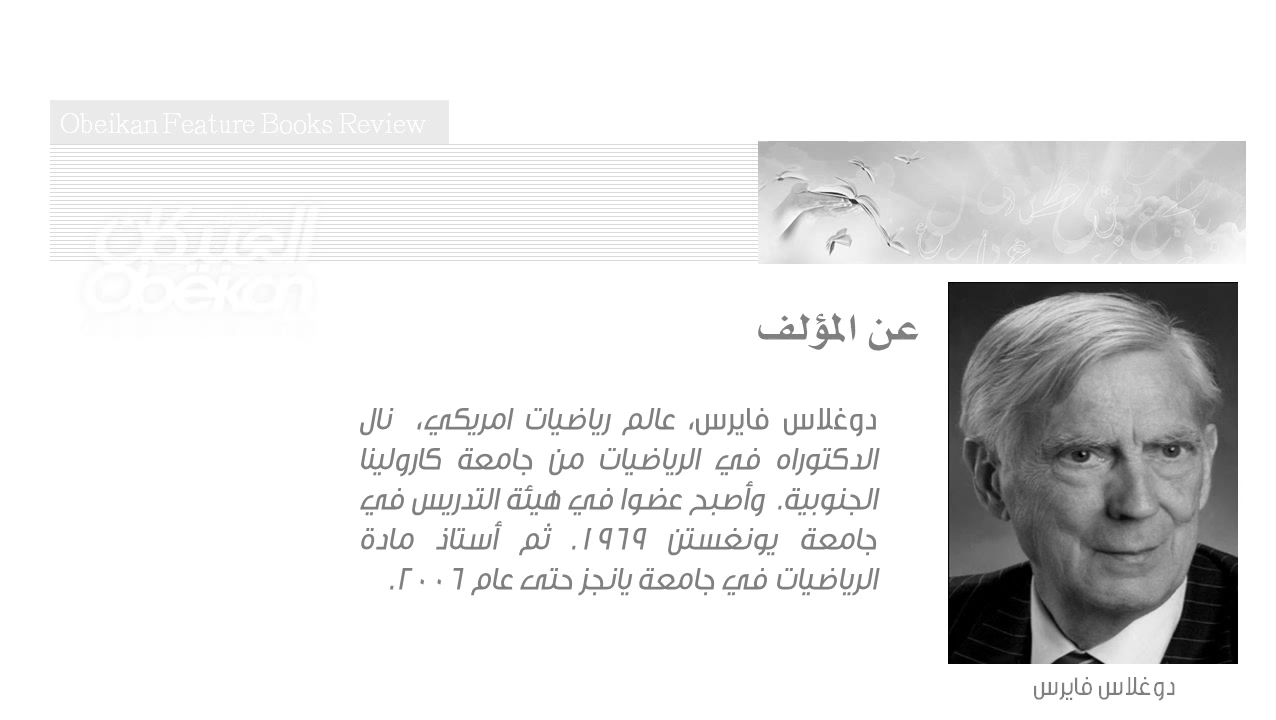 Obeikan Feature Books Review
العبيكان
Obëkan
عن المؤلف
دوغلاس فايرس، عالم رياضيات امريكي، نال
الدكتوراه في الرياضيات من جامعة كارولينا
الجنوبية. وأصبح عضوا في هيئة التدريس في
جامعة يونغستن ١٩٦٩. ثم أستاذ مادة
الرياضيات في جامعة يانجز حتى عام ٢٠٠٦.
دوغلاس فايرس